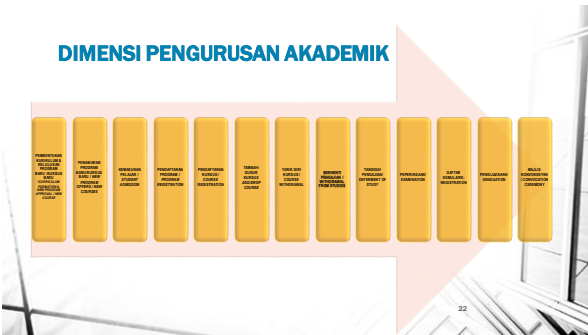 DIMENSI PENGURUSAN AKADEMIK
PEMBENTUKAN
KURIKULUM &
KELULUSAN
PROGRAM
BARU /KURSUS
BARU
CURRICULUM
FORMATION &
NEW PROGRAM
APPROVAL / NEW
COURSE
PENAWARAN
PROGRAM
BARU/KURSUS
BARU / NEW
PROGRAM
OFFERS / NEW
COURSES
KEMASUKAN
PELAJAR /
STUDENT
ADMISSION
PENDAFTARAN
PROGRAM /
PROGRAM
REGISTRATION
PENDAFTARAN
KURSUS /
COURSE
REGISTRATION
TAMBAH/
GUGUR
KURSUS
ADD/DROP
COURSE
TARIK DIRI
KURSUS /
COURSE
WITHDRAWAL
BERHENTI
PENGAJIAN /
WITHDRAWAL
FROM STUDIES
TANGGUH
PENGAJIAN/
DEFERMENT OF
STUDY
PEPERIKSAAN/
EXAMINATION
DAFTAR
SEMULA/RE-
REGISTRATION
PENGIJAZAHAN/
GRADUATION
MAJLIS
KONVOKESYEN
/ CONVOCATION
CEREMONY
22